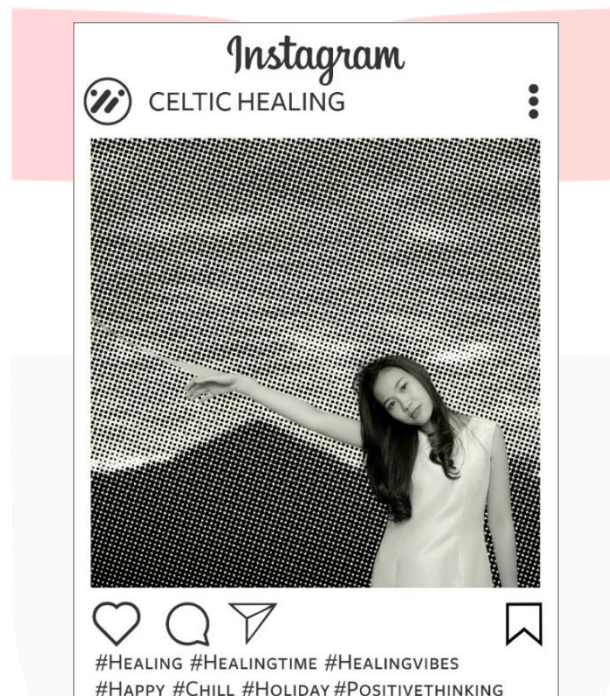 Instagram
CELTIC HEALING
#HEALING #HEALINGTIME #HEALINGVIBES
#HAPPY #CHILL #HOLIDAY #POSITIVETHINKING